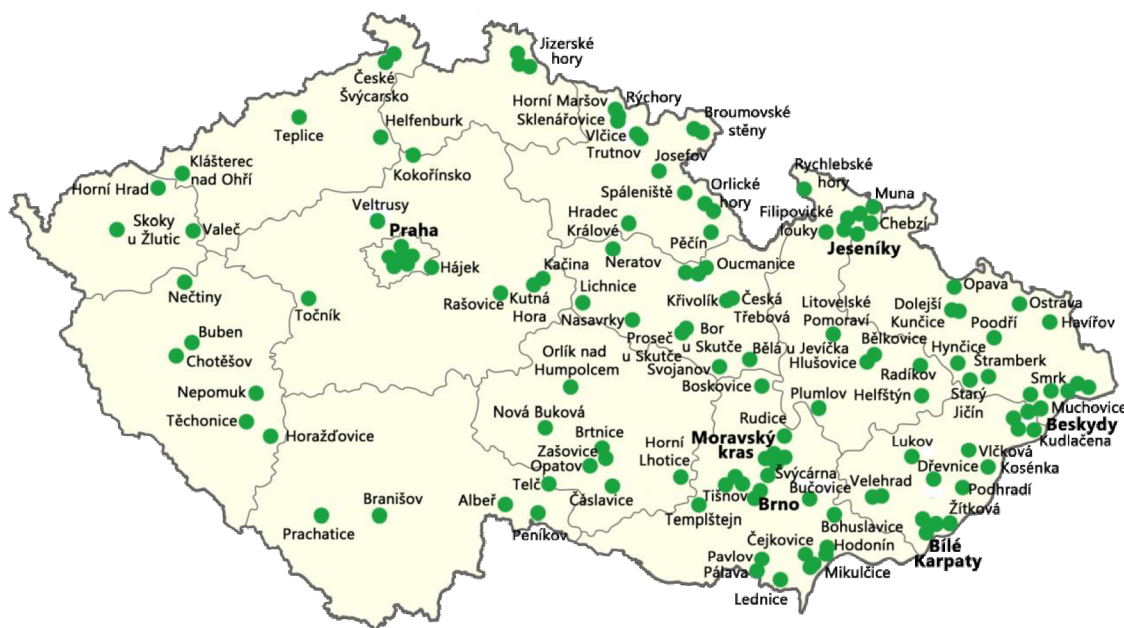 Jizerské
hory
České
Švýcarsko
Teplice
Helfenburk
Kokořínsko
Horní Maršov
Rýchory
Sklenářovice
Vlčice
Trutnov
Broumovské
stěny
Josefov
Spáleniště
Orlické
hory
Hradec
Králové
Pěčín
Neratov
Klášterec
nad Ohří
Horní Hrad
Skoky
u Žlutic
Valeč
Veltrusy
Praha
Hájek
Kačina
Kutná
Hora
Rašovice
Nečtiny
Točník
Buben
Chotěšov
Nepomuk
Těchonice
Horažďovice
Prachatice
Branišov
Rychlebské
hory
Muna
Filipovické
louky
Chebzí
Jeseníky
Oucmanice
Lichnice
Křivolík
Česká
Třebová
Nasavrky
Proseč
u Skutče
Bor
u Skutče
Svojanov
Bělá u Jevíčka
Litovelské
Pomoraví
Bělkovice
Hlušovice
Radíkov
Helfštýn
Opava
Ostrava
Dolejší
Kunčice
Havířov
Poodří
Hynčice
Stramberk
Starý
Jičín
Smrk
Muchovice
Beskydy
Kudlačena
Orlík nad
Humpolcem
Boskovice
Plumlov
Rudice
Nová Buková
Brtnice
Zašovice
Opatov
Telč
Čáslavice
Horní
Lhotice
Moravský
kras
Švýcárna
Tišnov
Bučovice
Brno
Templštejn
Albeř
Peníkov
Lukov
Vlčková
Dřevnice
Kosénka
Velehrad
Podhradí
Žítková
Bohuslavice
Bílé
Karpaty
Čejkovice
Hodonín
Pavlov
Pálava
Mikulčice
Lednice